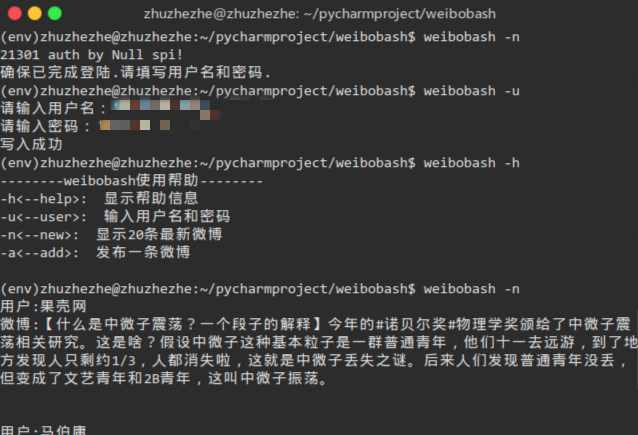 zhuzhezhe@zhuzhezhe: ~/pycharmproject/weibobash
(env)zhuzhezhe@zhuzhezhe:~/pycharmproject/weibobash$ weibobash -n
21301 auth by Null spi!
确保已完成登陆.请填写用户名和密码.
(env)zhuzhezhe@zhuzhezhe:~/pycharmproject/weibobash$ weibobash -u
请输入用户名：
请输入密码：
写入成功
(env)zhuzhezhe@zhuzhezhe:~/pycharmproject/weibobash$ weibobash -h
--------weibobash使用帮助--------
-h<--help>: 显示帮助信息
-u<--user>: 输入用户名和密码
-n<--new>: 显示20条最新微博
-a<--add>: 发布一条微博
(env)zhuzhezhe@zhuzhezhe:~/pycharmproject/weibobash$ weibobash -n
用户:果壳网
微博:【什么是中微子震荡？一个段子的解释】今年的#诺贝尔奖#物理学奖颁给了中微子震
荡相关研究。这是啥？假设中微子这种基本粒子是一群普通青年，他们十一去远游，到了地
方发现人只剩约1/3，人都消失啦，这就是中微子丢失之谜。后来人们发现普通青年没丢，
但变成了文艺青年和2B青年，这叫中微子振荡。
用户:马伯庸